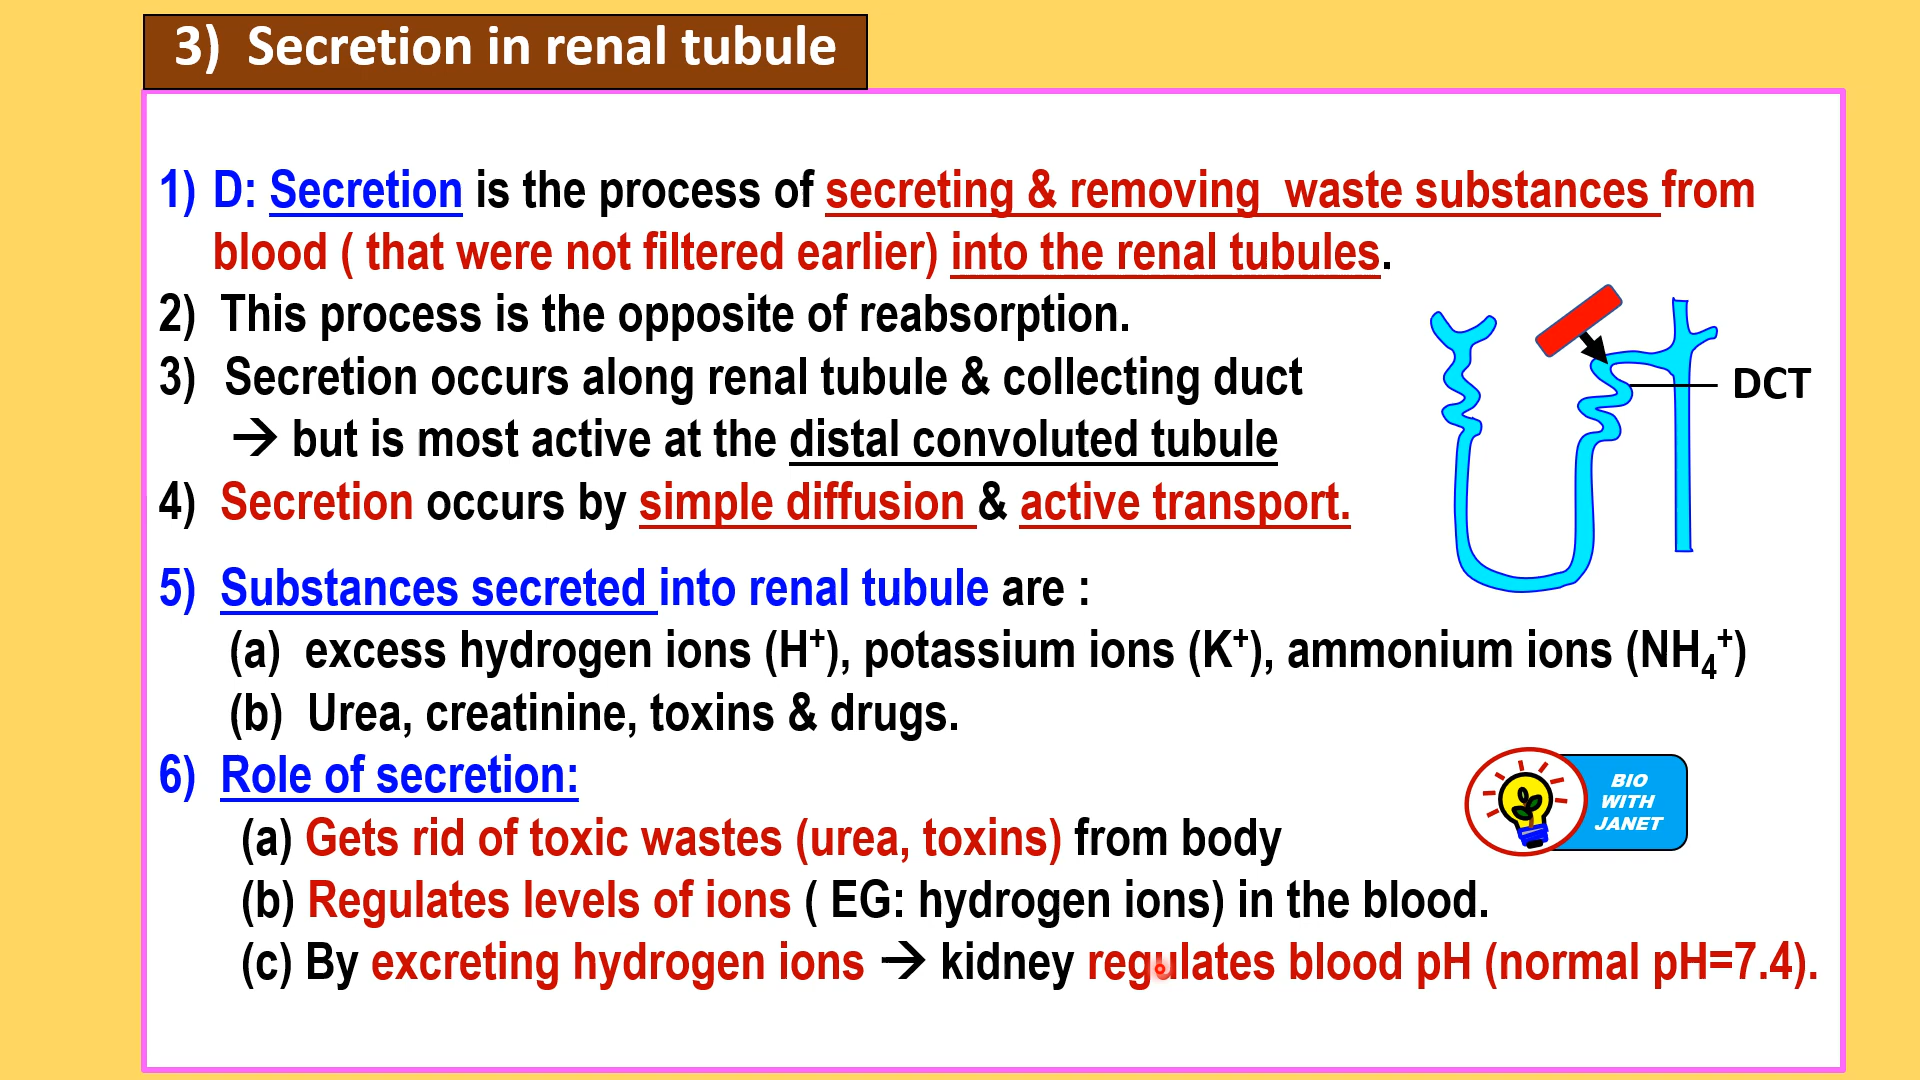 3) Secretion in renal tubule
1) D: Secretion is the process of secreting & removing waste substances from
blood ( that were not filtered earlier) into the renal tubules.
2) This process is the opposite of reabsorption.
3) Secretion occurs along renal tubule & collecting duct
→ but is most active at the distal convoluted tubule
4) Secretion occurs by simple diffusion & active transport.
DCT
5) Substances secreted into renal tubule are :
(a) excess hydrogen ions (H⁺), potassium ions (K⁺), ammonium ions (NH₄⁺)
(b) Urea, creatinine, toxins & drugs.
6) Role of secretion:
(a) Gets rid of toxic wastes (urea, toxins) from body
(b) Regulates levels of ions ( EG: hydrogen ions) in the blood.
(c) By excreting hydrogen ions → kidney regulates blood pH (normal pH=7.4).
BIO
WITH
JANET